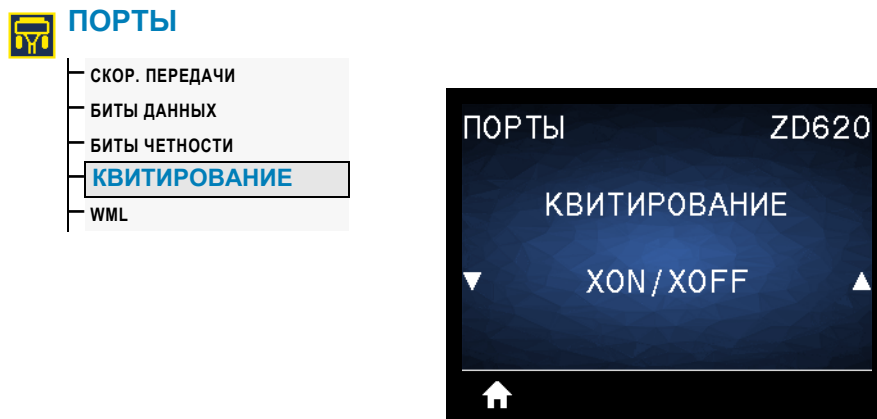 ПОРТЫ
СКОР. ПЕРЕДАЧИ
БИТЫ ДАННЫХ
БИТЫ ЧЕТНОСТИ
КВИТИРОВАНИЕ
WML
ПОРТЫ ZD620
КВИТИРОВАНИЕ
XON/XOFF